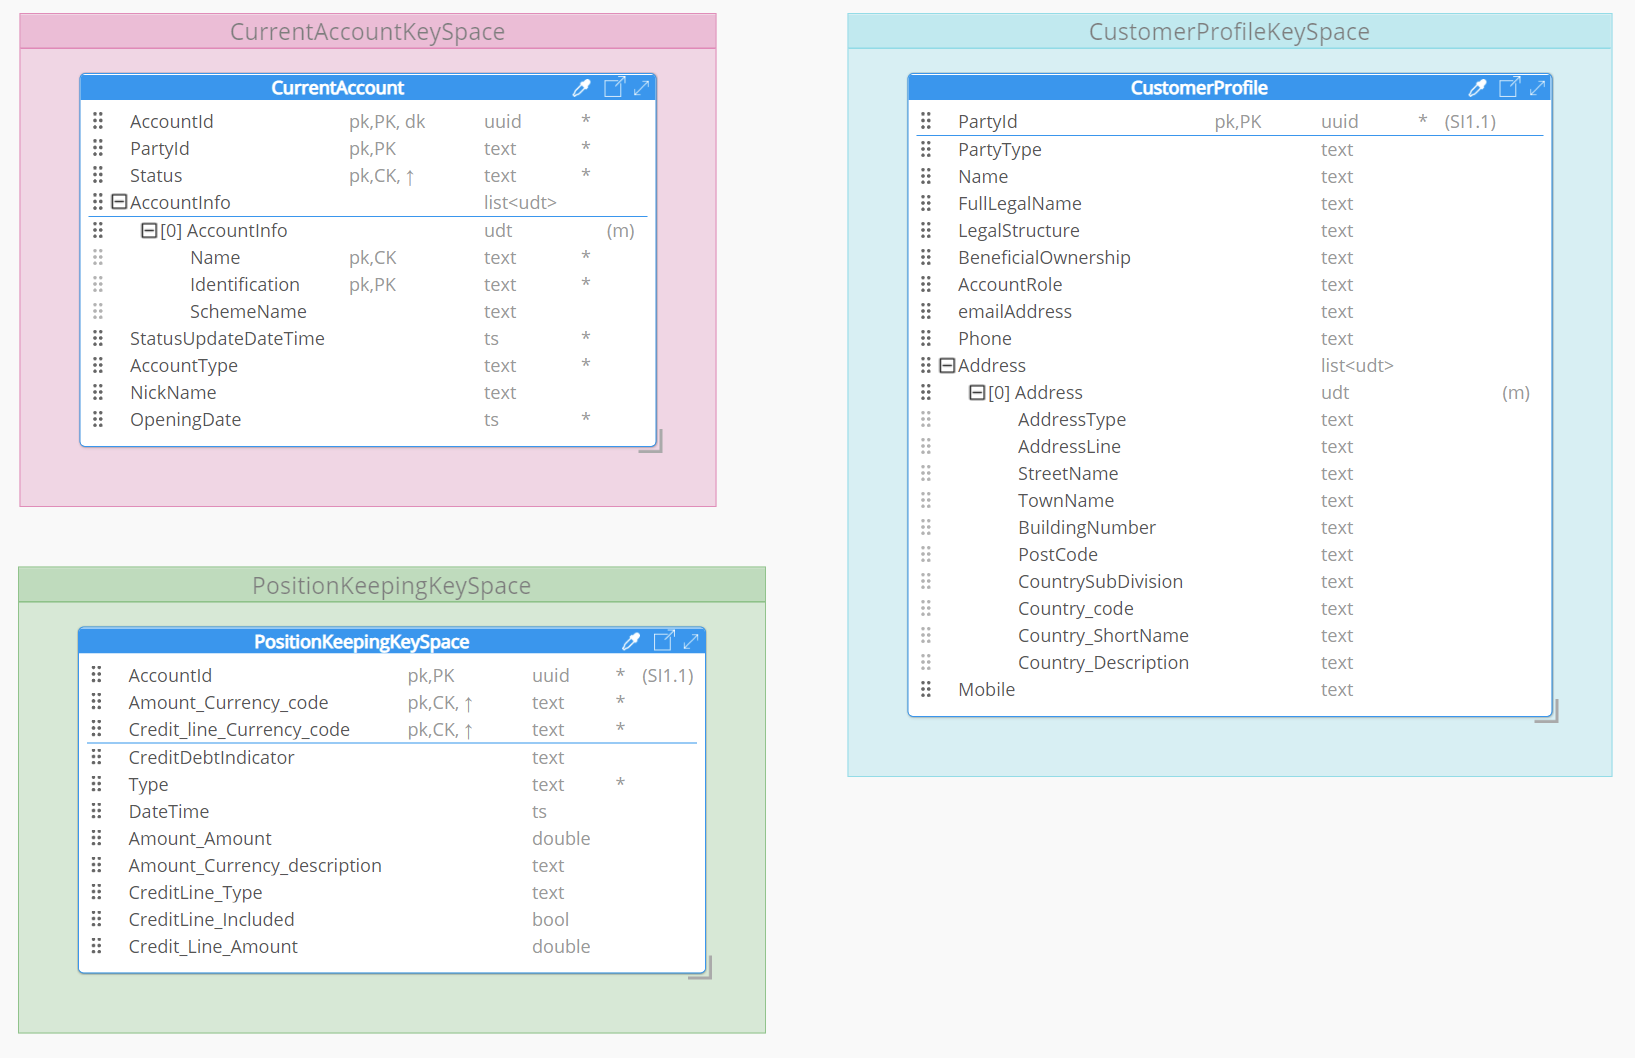 CurrentAccountKeySpace
CurrentAccount
AccountId pk,PK, dk uuid *
PartyId pk,PK text *
Status pk,CK, ↑ text *
AccountInfo list<udt>
[0] AccountInfo udt (m)
Name pk,CK text *
Identification pk,PK text *
SchemeName text
StatusUpdateDateTime ts *
AccountType text *
NickName text
OpeningDate ts *
PositionKeepingKeySpace
PositionKeepingKeySpace
AccountId pk,PK uuid * (SI1.1)
Amount_Currency_code pk,CK, ↑ text *
Credit_line_Currency_code pk,CK, ↑ text *
CreditDebtIndicator text
Type text *
DateTime ts
Amount_Amount double
Amount_Currency_description text
CreditLine_Type text
CreditLine_Included bool
Credit_Line_Amount double
CustomerProfileKeySpace
CustomerProfile
PartyId pk,PK uuid * (SI1.1)
PartyType text
Name text
FullLegalName text
LegalStructure text
BeneficialOwnership text
AccountRole text
emailAddress text
Phone text
Address list<udt>
[0] Address udt (m)
AddressType text
AddressLine text
StreetName text
TownName text
BuildingNumber text
PostCode text
CountrySubDivision text
Country_code text
Country_ShortName text
Country_Description text
Mobile text